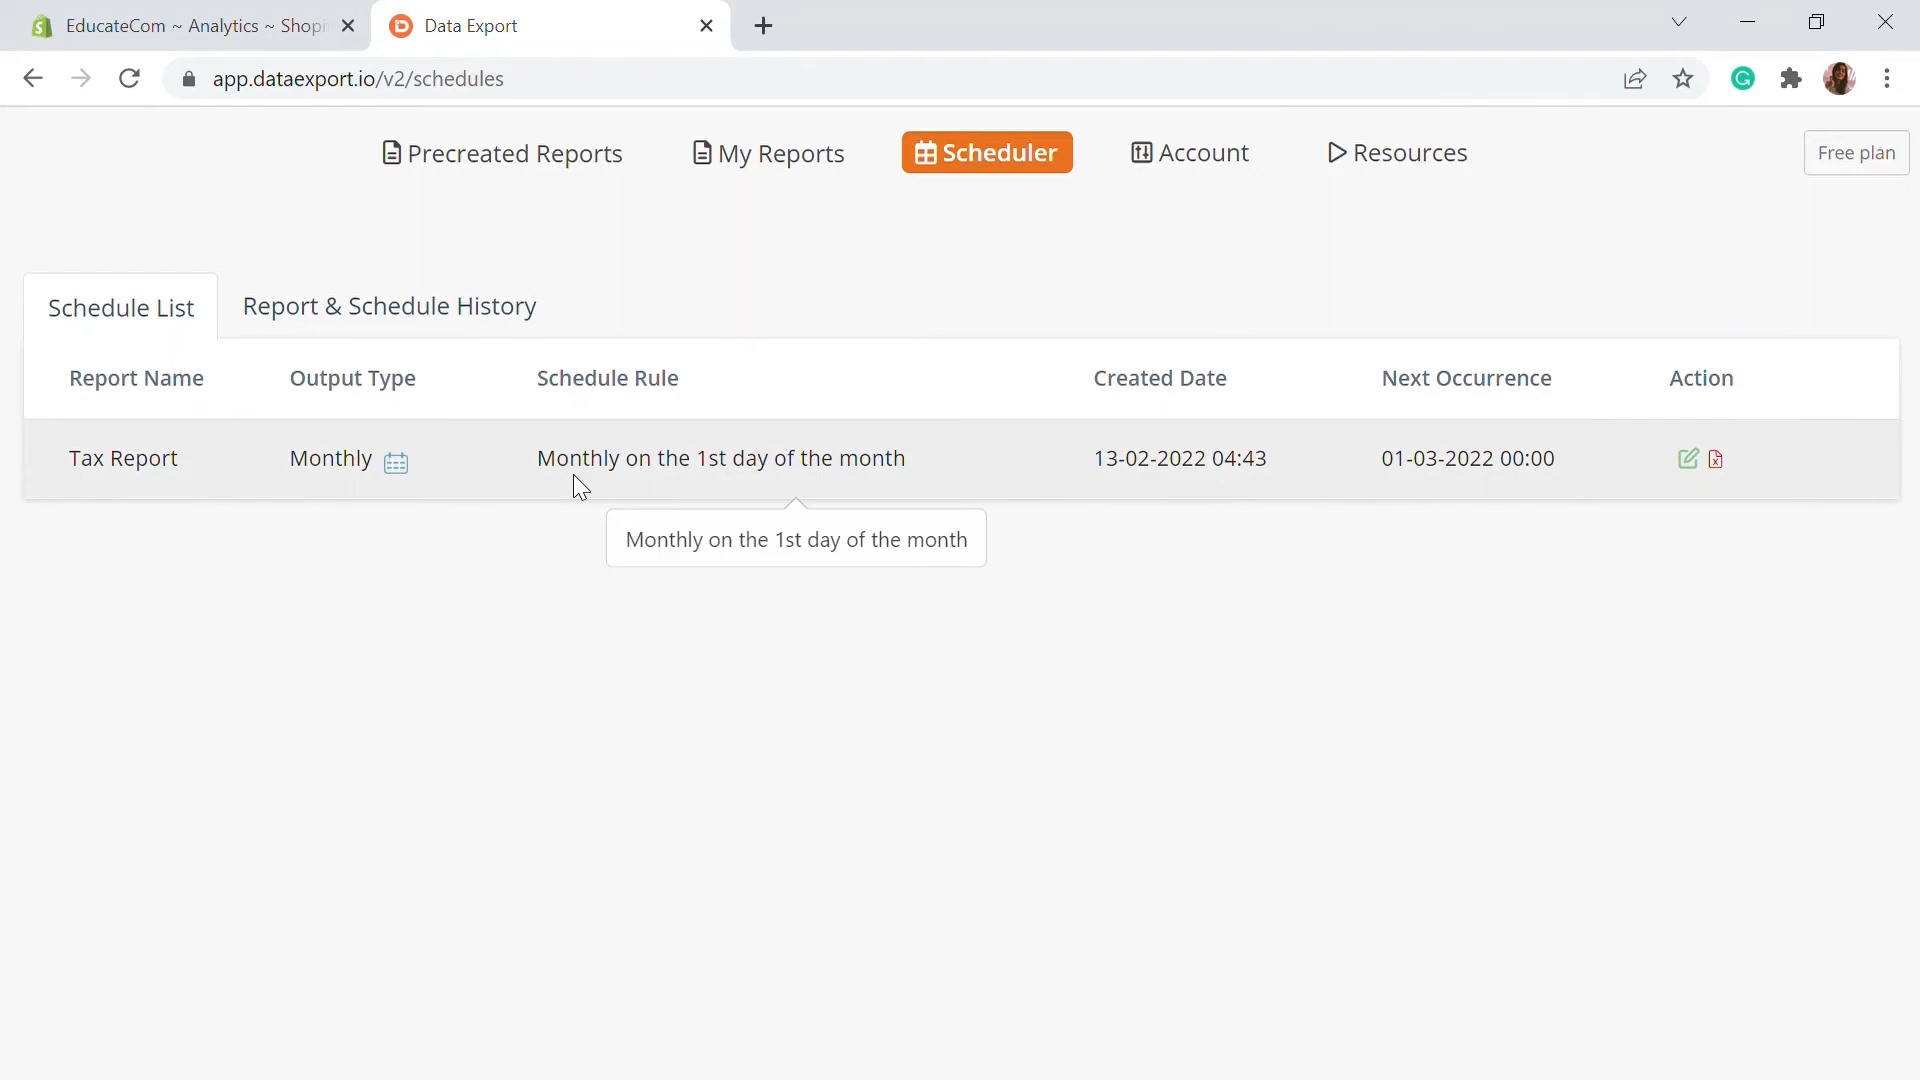 EducateCom ~ Analytics ~ Shopi
Data Export
app.dataexport.io/v2/schedules
Precreated Reports
My Reports
Scheduler
Account
Resources
Free plan
Schedule List
Report & Schedule History
Report Name
Output Type
Schedule Rule
Created Date
Next Occurrence
Action
Tax Report
Monthly
Monthly on the 1st day of the month
13-02-2022 04:43
01-03-2022 00:00
Monthly on the 1st day of the month